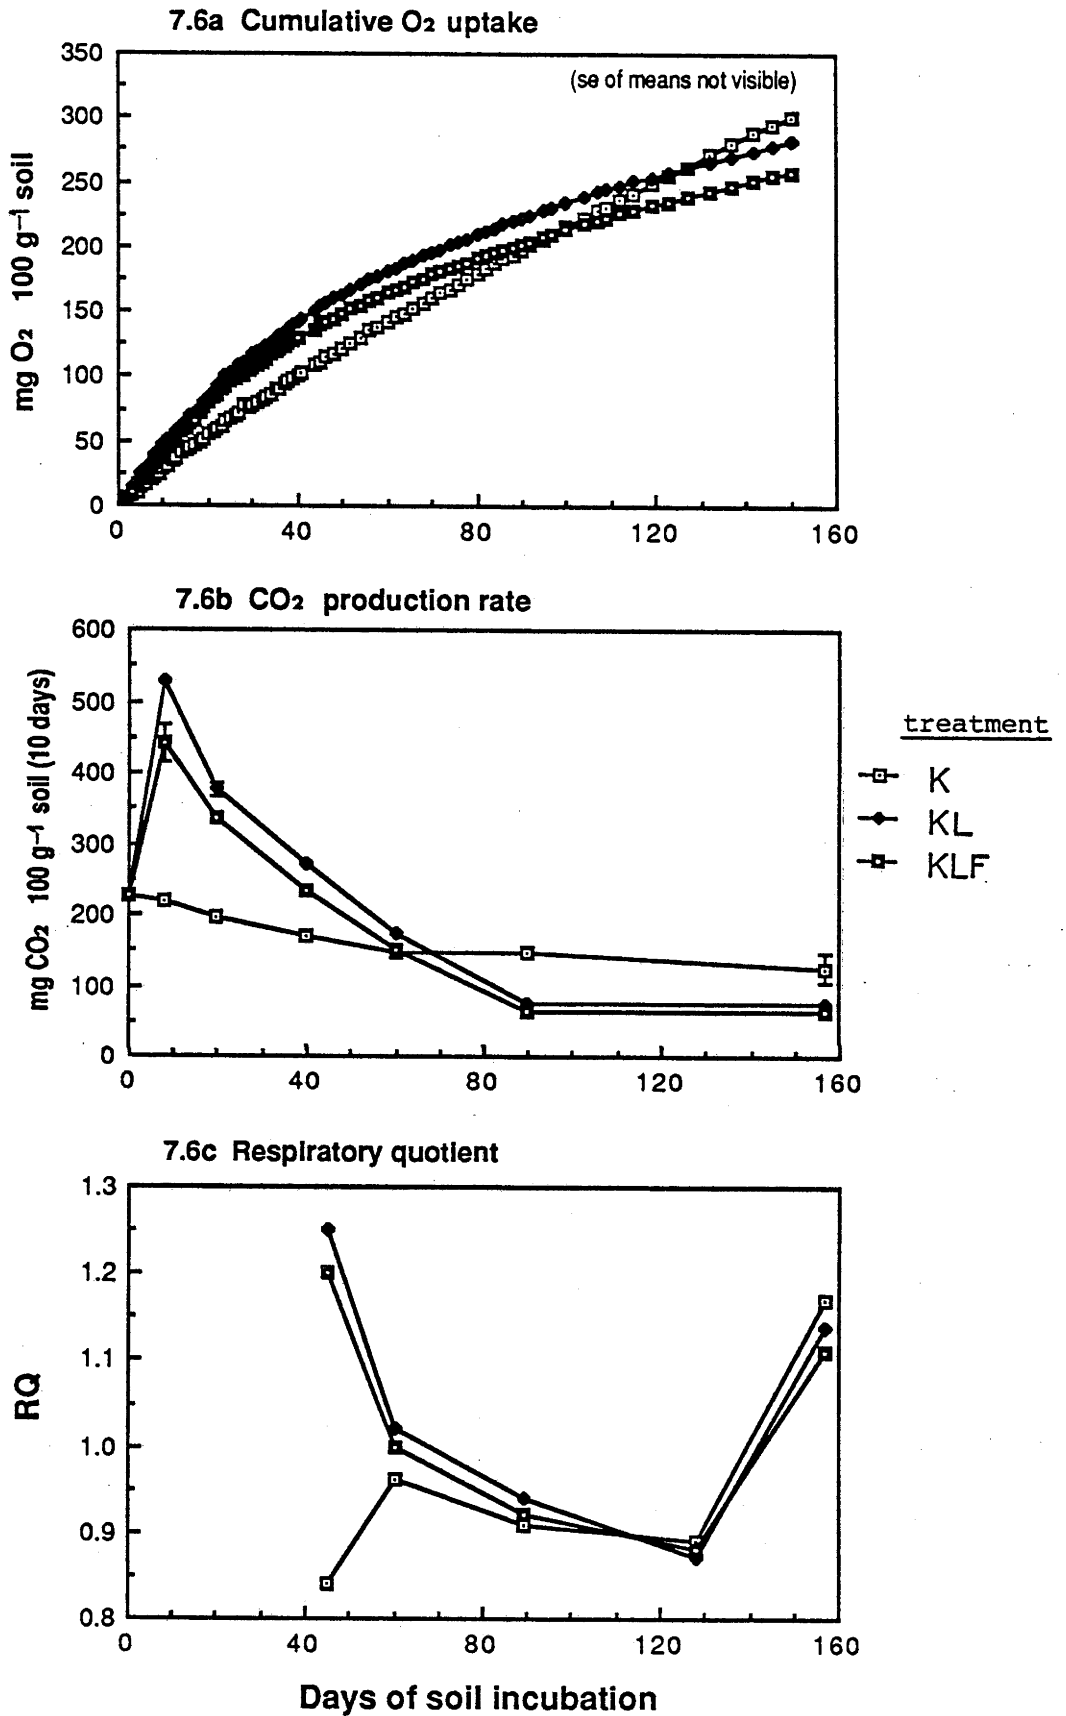 7.6a Cumulative O2 uptake
(se of means not visible)
mg O2 100 g–1 soil
350
300
250
200
150
100
50
0
0 40 80 120 160
7.6b CO2 production rate
mg CO2 100 g–1 soil (10 days)
600
500
400
300
200
100
0
0 40 80 120 160
treatment
K
KL
KLF
7.6c Respiratory quotient
RQ
1.3
1.2
1.1
1.0
0.9
0.8
0 40 80 120 160
Days of soil incubation